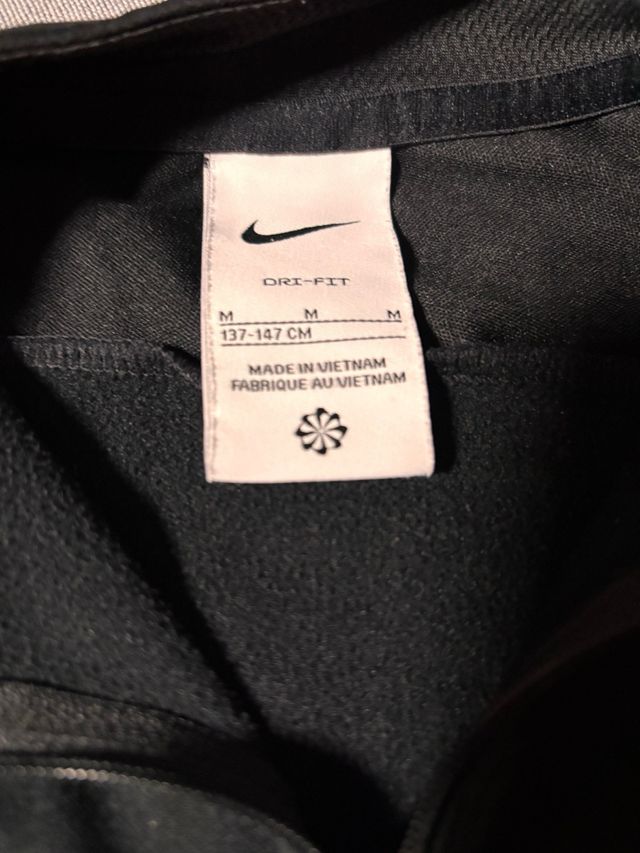 DRI-FIT
M M M
137-147 CM
MADE IN VIETNAM
FABRIQUE AU VIETNAM